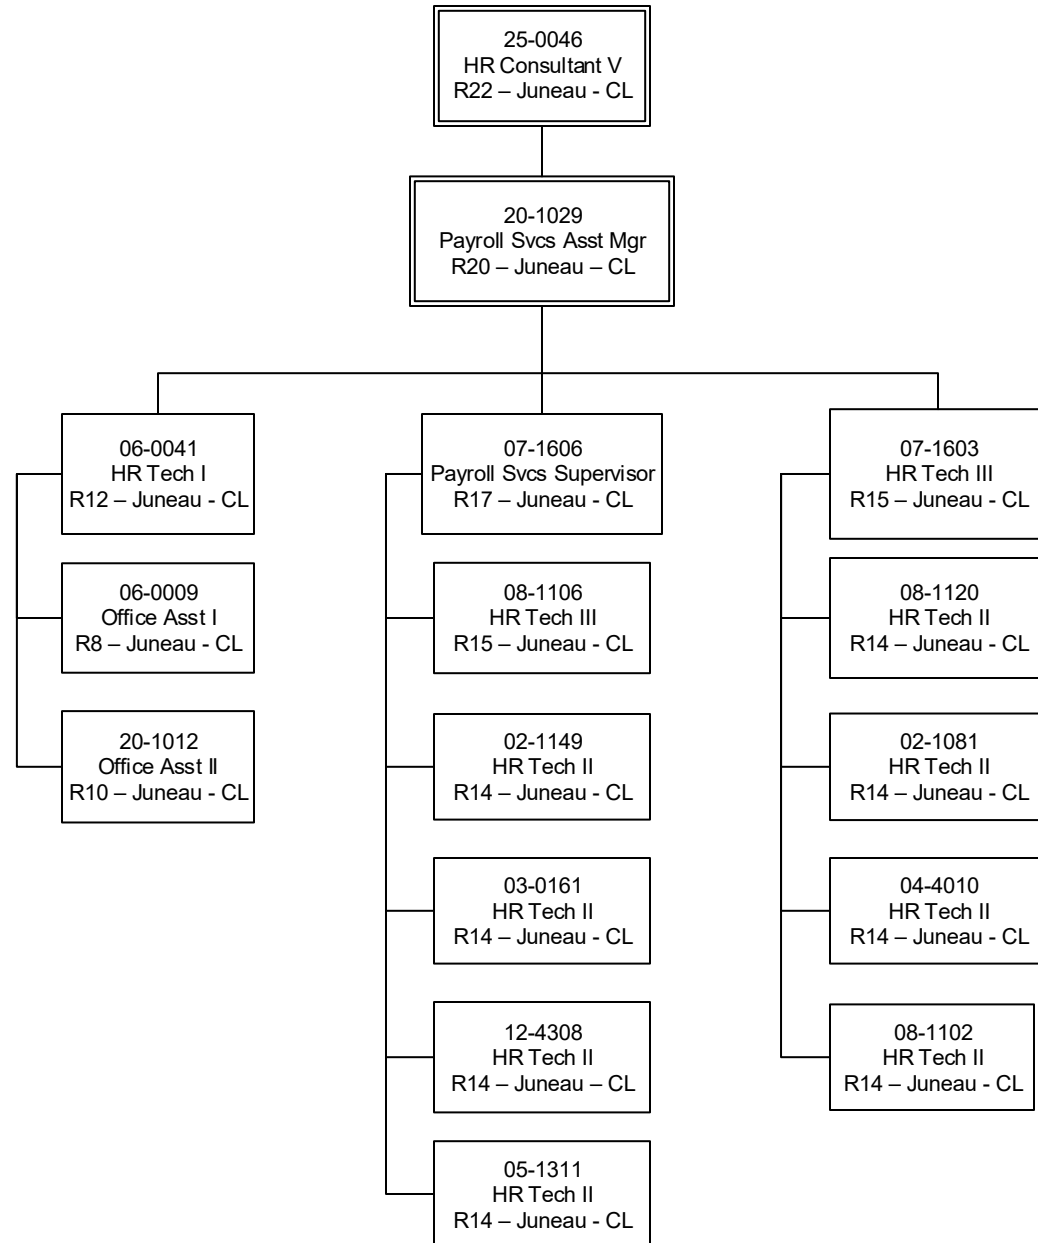 25-0046
HR Consultant V
R22 – Juneau - CL
20-1029
Payroll Svcs Asst Mgr
R20 – Juneau – CL
06-0041
HR Tech I
R12 – Juneau - CL
06-0009
Office Asst I
R8 – Juneau - CL
20-1012
Office Asst II
R10 – Juneau - CL
07-1606
Payroll Svcs Supervisor
R17 – Juneau - CL
08-1106
HR Tech III
R15 – Juneau - CL
02-1149
HR Tech II
R14 – Juneau - CL
03-0161
HR Tech II
R14 – Juneau - CL
12-4308
HR Tech II
R14 – Juneau – CL
05-1311
HR Tech II
R14 – Juneau - CL
07-1603
HR Tech III
R15 – Juneau - CL
08-1120
HR Tech II
R14 – Juneau - CL
02-1081
HR Tech II
R14 – Juneau - CL
04-4010
HR Tech II
R14 – Juneau - CL
08-1102
HR Tech II
R14 – Juneau - CL